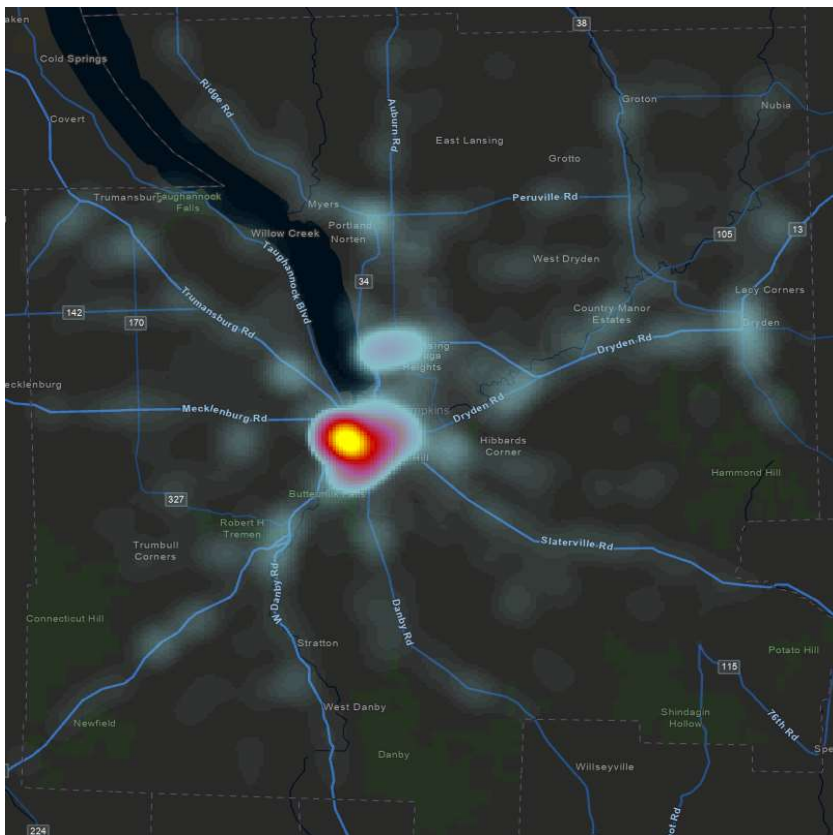 38
Cold Springs
Ridge Rd
Groton
Nubia
Auburn Rd
Covert
East Lansing
Grotto
Trumansburg
Taughannock
Falls
Myers
Peruville Rd
Portland
Norten
Willow Creek
105
13
West Dryden
Taughannock Blvd
34
Lacy Corners
142
170
Trumansburg Rd
Country Manor
Estates
Dryden
Dryden Rd
Heights
Mecklenburg Rd
Dryden Rd
Hibbards
Corner
Hammond Hill
327
Robert H
Tremen
Trumbull
Corners
Slaterville Rd
W Danby Rd
Danby Rd
Connecticut Hill
Stratton
Potato Hill
115
West Danby
Shindagin
Hollow
76th Rd
Newfield
Danby
Willseyville
224